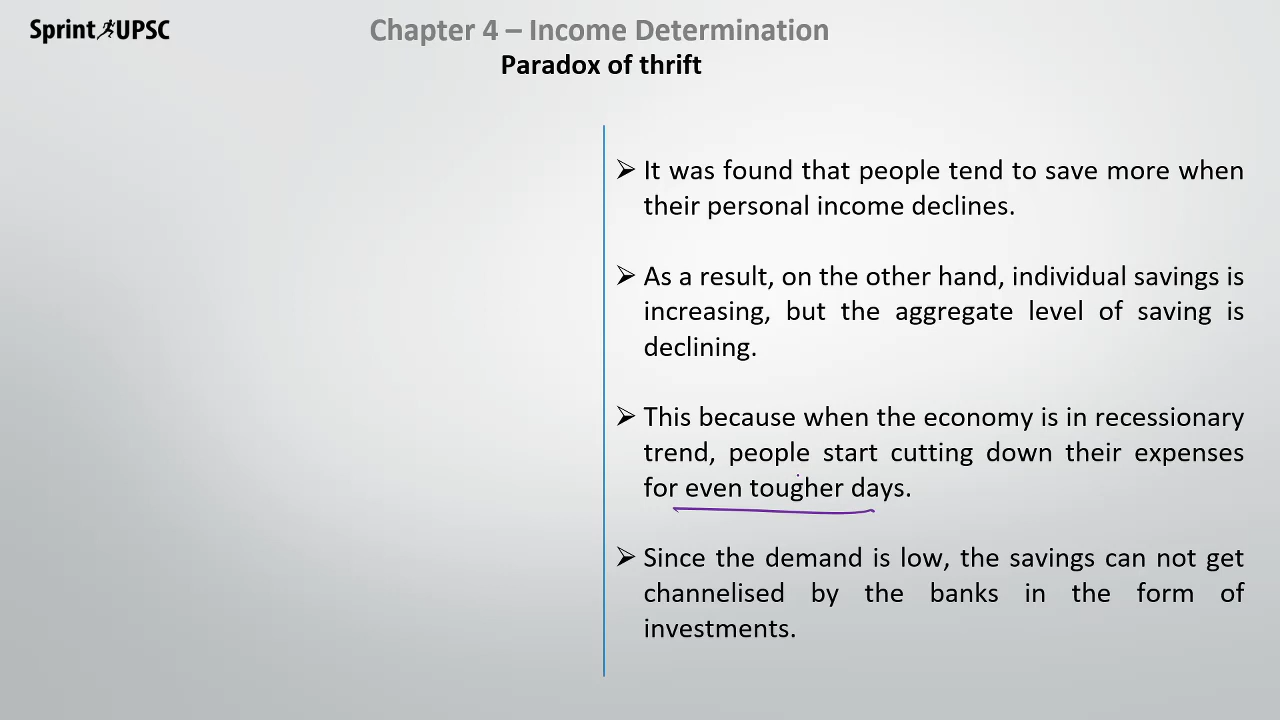 Sprint UPSC
Chapter 4 – Income Determination
Paradox of thrift
➢ It was found that people tend to save more when
their personal income declines.
➢ As a result, on the other hand, individual savings is
increasing, but the aggregate level of saving is
declining.
➢ This because when the economy is in recessionary
trend, people start cutting down their expenses
for even tougher days.
➢ Since the demand is low, the savings can not get
channelised by the banks in the form of
investments.